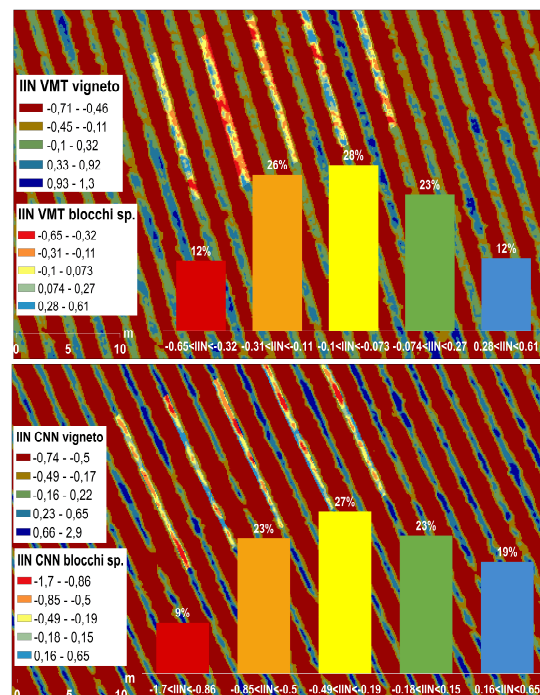 IIN VMT vigneto
-0,71 - -0,46
-0,45 - -0,11
-0,1 - 0,32
0,33 - 0,92
0,93 - 1,3
IIN VMT blocchi sp.
-0,65 - -0,32
-0,31 - -0,11
-0,1 - 0,073
0,074 - 0,27
0,28 - 0,61
12%
26%
28%
23%
12%
m
0 5 10
-0.65<IIN<-0.32 -0.31<IIN<-0.11 -0.1<IIN<-0.073 -0.074<IIN<0.27 0.26<IIN<0.61
IIN CNN vigneto
-0,74 - -0,5
-0,49 - -0,17
-0,16 - 0,22
0,23 - 0,65
0,66 - 2,9
IIN CNN blocchi sp.
-1,7 - -0,86
-0,85 - -0,5
-0,49 - -0,19
-0,18 - 0,15
0,16 - 0,65
9%
23%
27%
23%
19%
m
0 5 10
-1.7<IIN<-0.86 -0.85<IIN<-0.5 -0.49<IIN<-0.19 -0.18<IIN<0.15 0.16<IIN<0.65